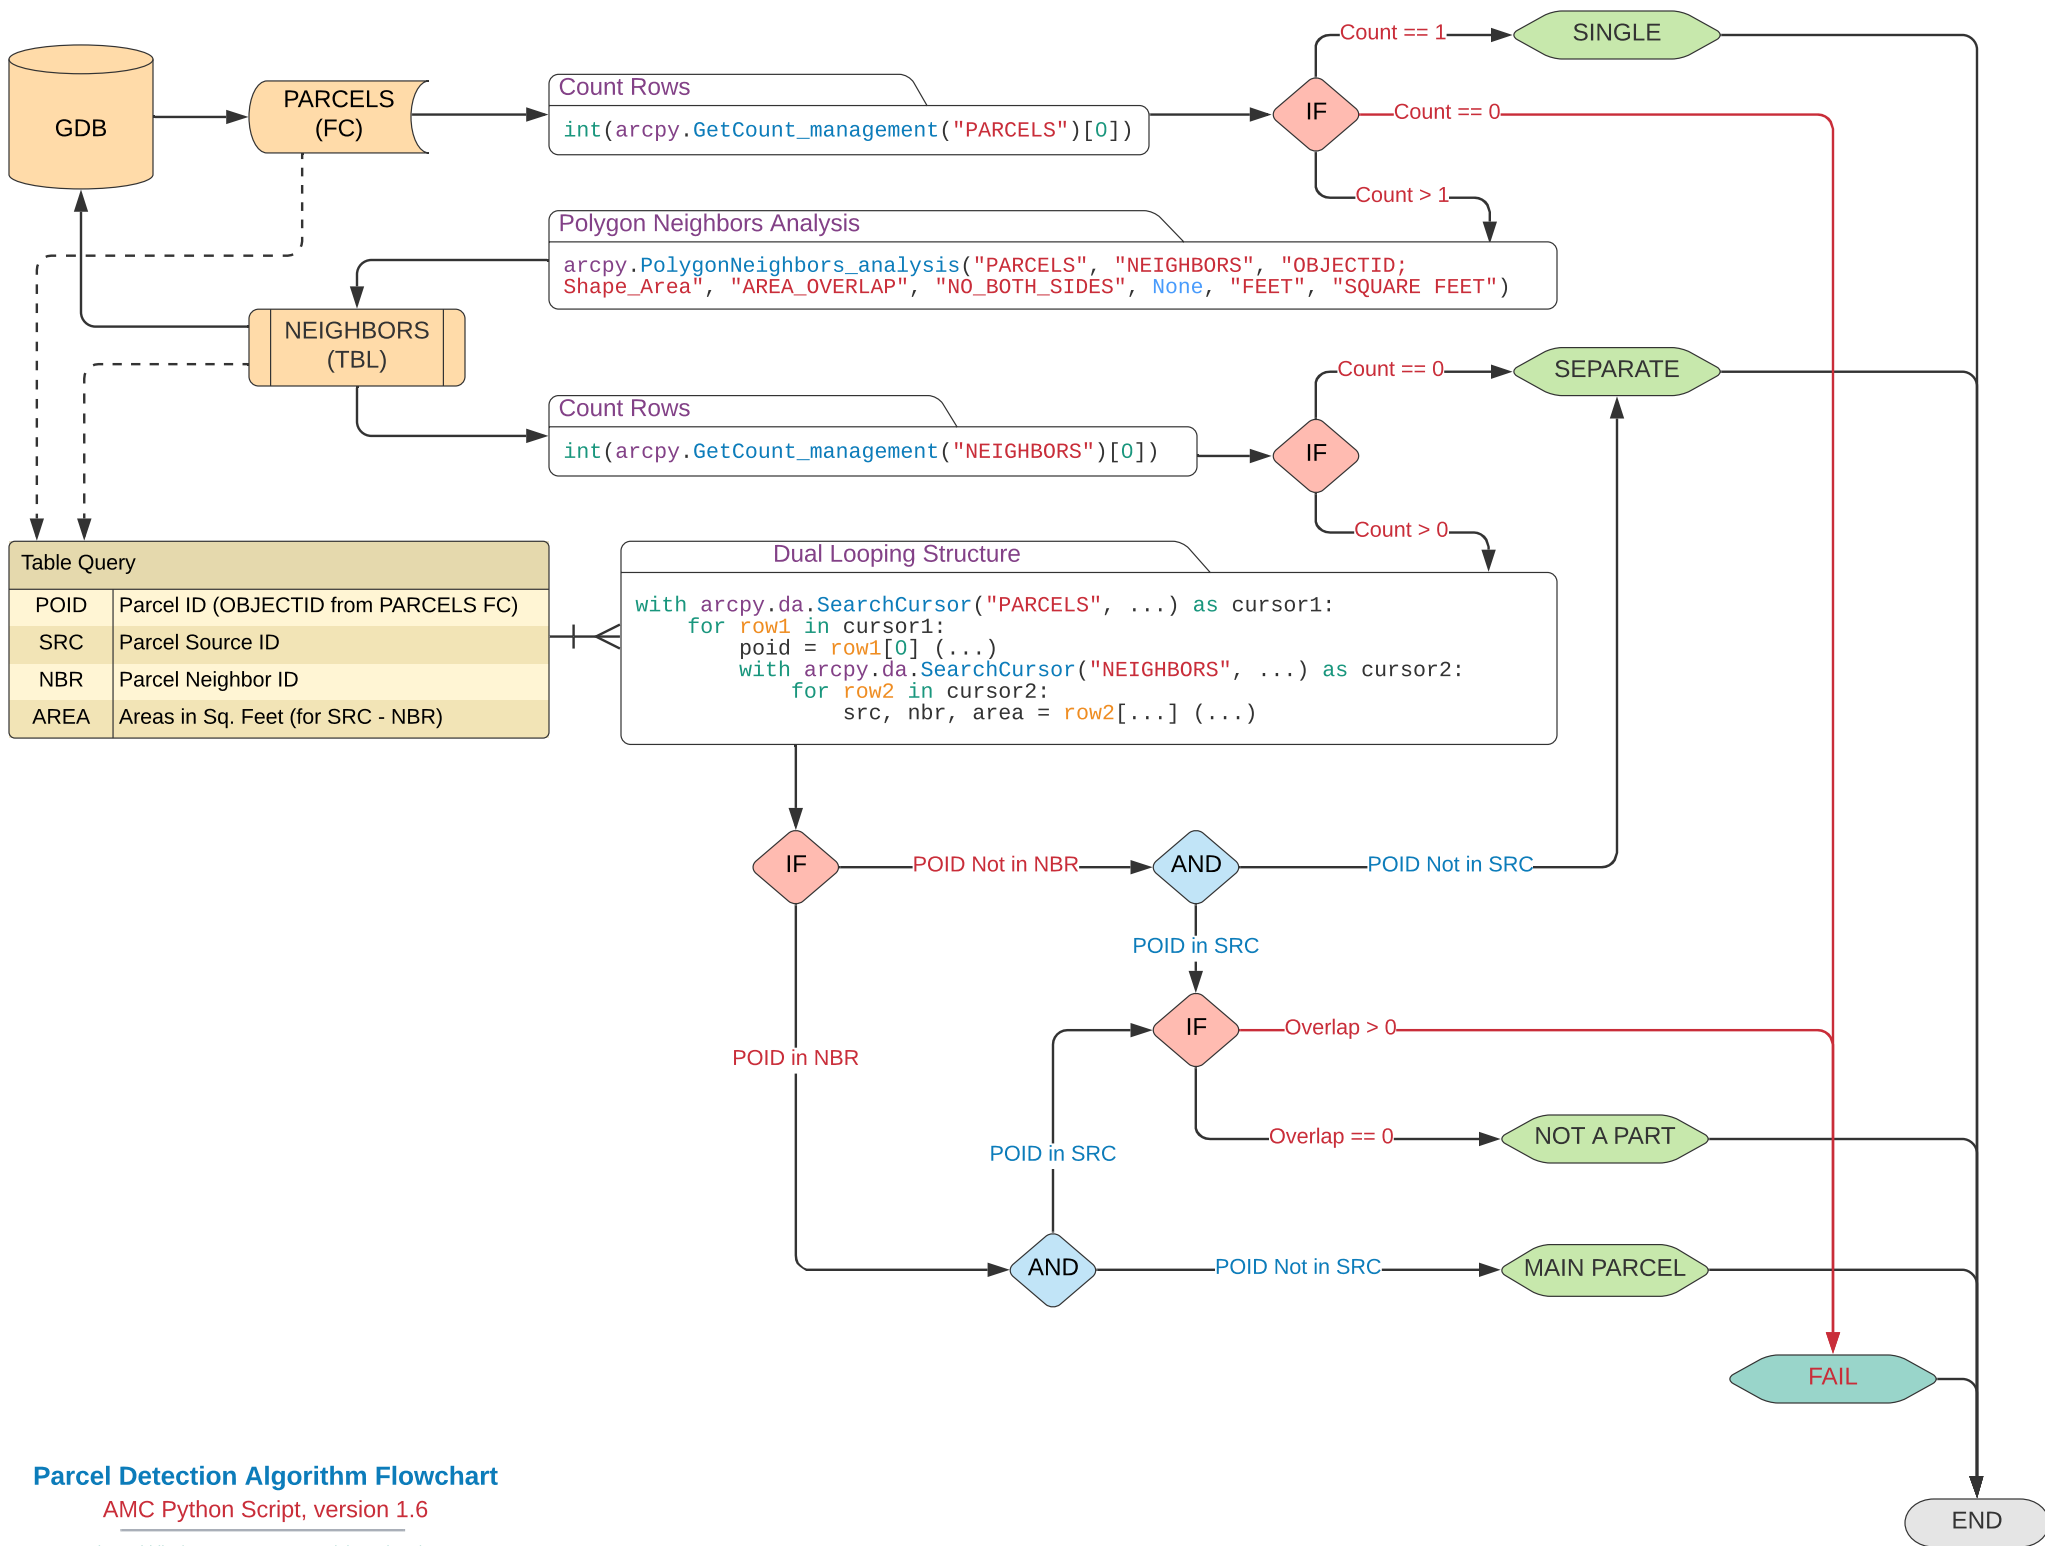 GDB
PARCELS
(FC)
Count Rows
int(arcpy.GetCount_management("PARCELS")[0])
IF
Count == 1
SINGLE
Count == 0
Count > 1
Polygon Neighbors Analysis
arcpy.PolygonNeighbors_analysis("PARCELS", "NEIGHBORS", "OBJECTID;
Shape_Area", "AREA_OVERLAP", "NO_BOTH_SIDES", None, "FEET", "SQUARE FEET")
NEIGHBORS
(TBL)
Count Rows
int(arcpy.GetCount_management("NEIGHBORS")[0])
IF
Count == 0
SEPARATE
Count > 0
Table Query
POID Parcel ID (OBJECTID from PARCELS FC)
SRC Parcel Source ID
NBR Parcel Neighbor ID
AREA Areas in Sq. Feet (for SRC - NBR)
Dual Looping Structure
with arcpy.da.SearchCursor("PARCELS", ...) as cursor1:
for row1 in cursor1:
poid = row1[0] (...)
with arcpy.da.SearchCursor("NEIGHBORS", ...) as cursor2:
for row2 in cursor2:
src, nbr, area = row2[...] (...)
IF
POID Not in NBR
AND
POID Not in SRC
POID in SRC
IF
Overlap > 0
POID in NBR
Overlap == 0
NOT A PART
POID in SRC
AND
POID Not in SRC
MAIN PARCEL
FAIL
END
Parcel Detection Algorithm Flowchart
AMC Python Script, version 1.6